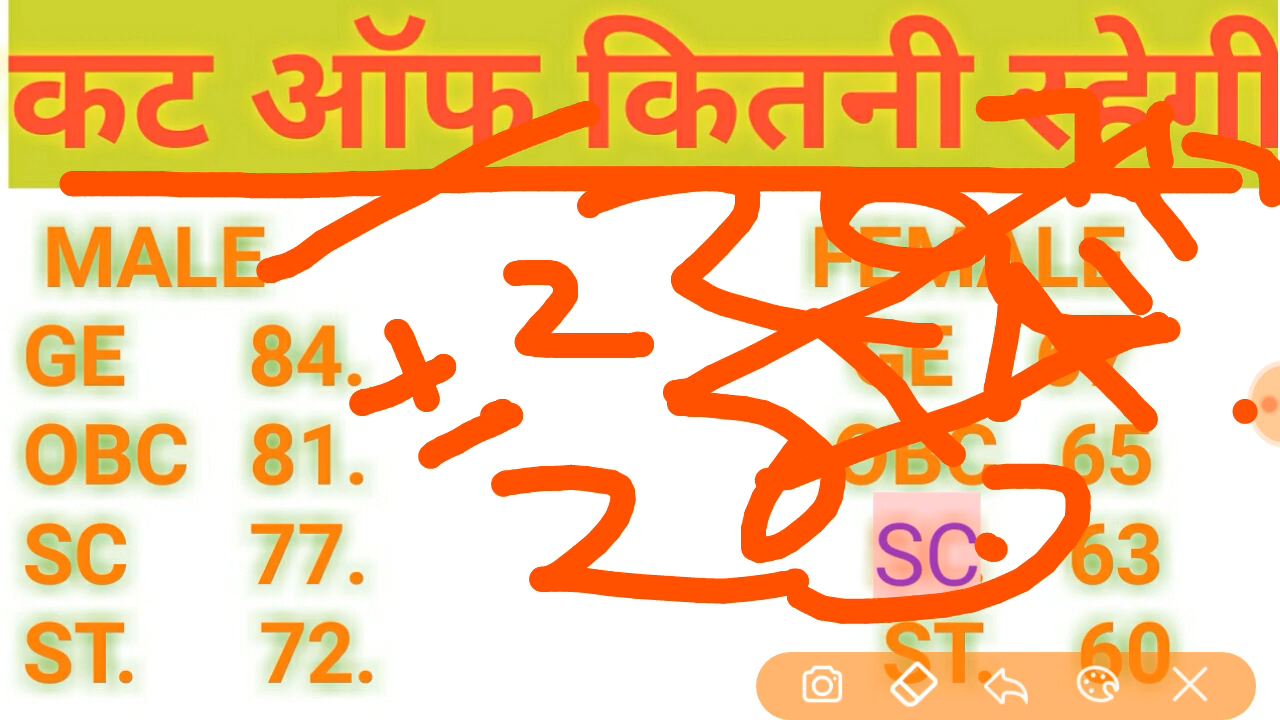 कट ऑफ कितनी रहेगी
MALE FEMALE
GE 84. GE
OBC 81. OBC 65
SC 77. SC. 63
ST. 72. ST. 60